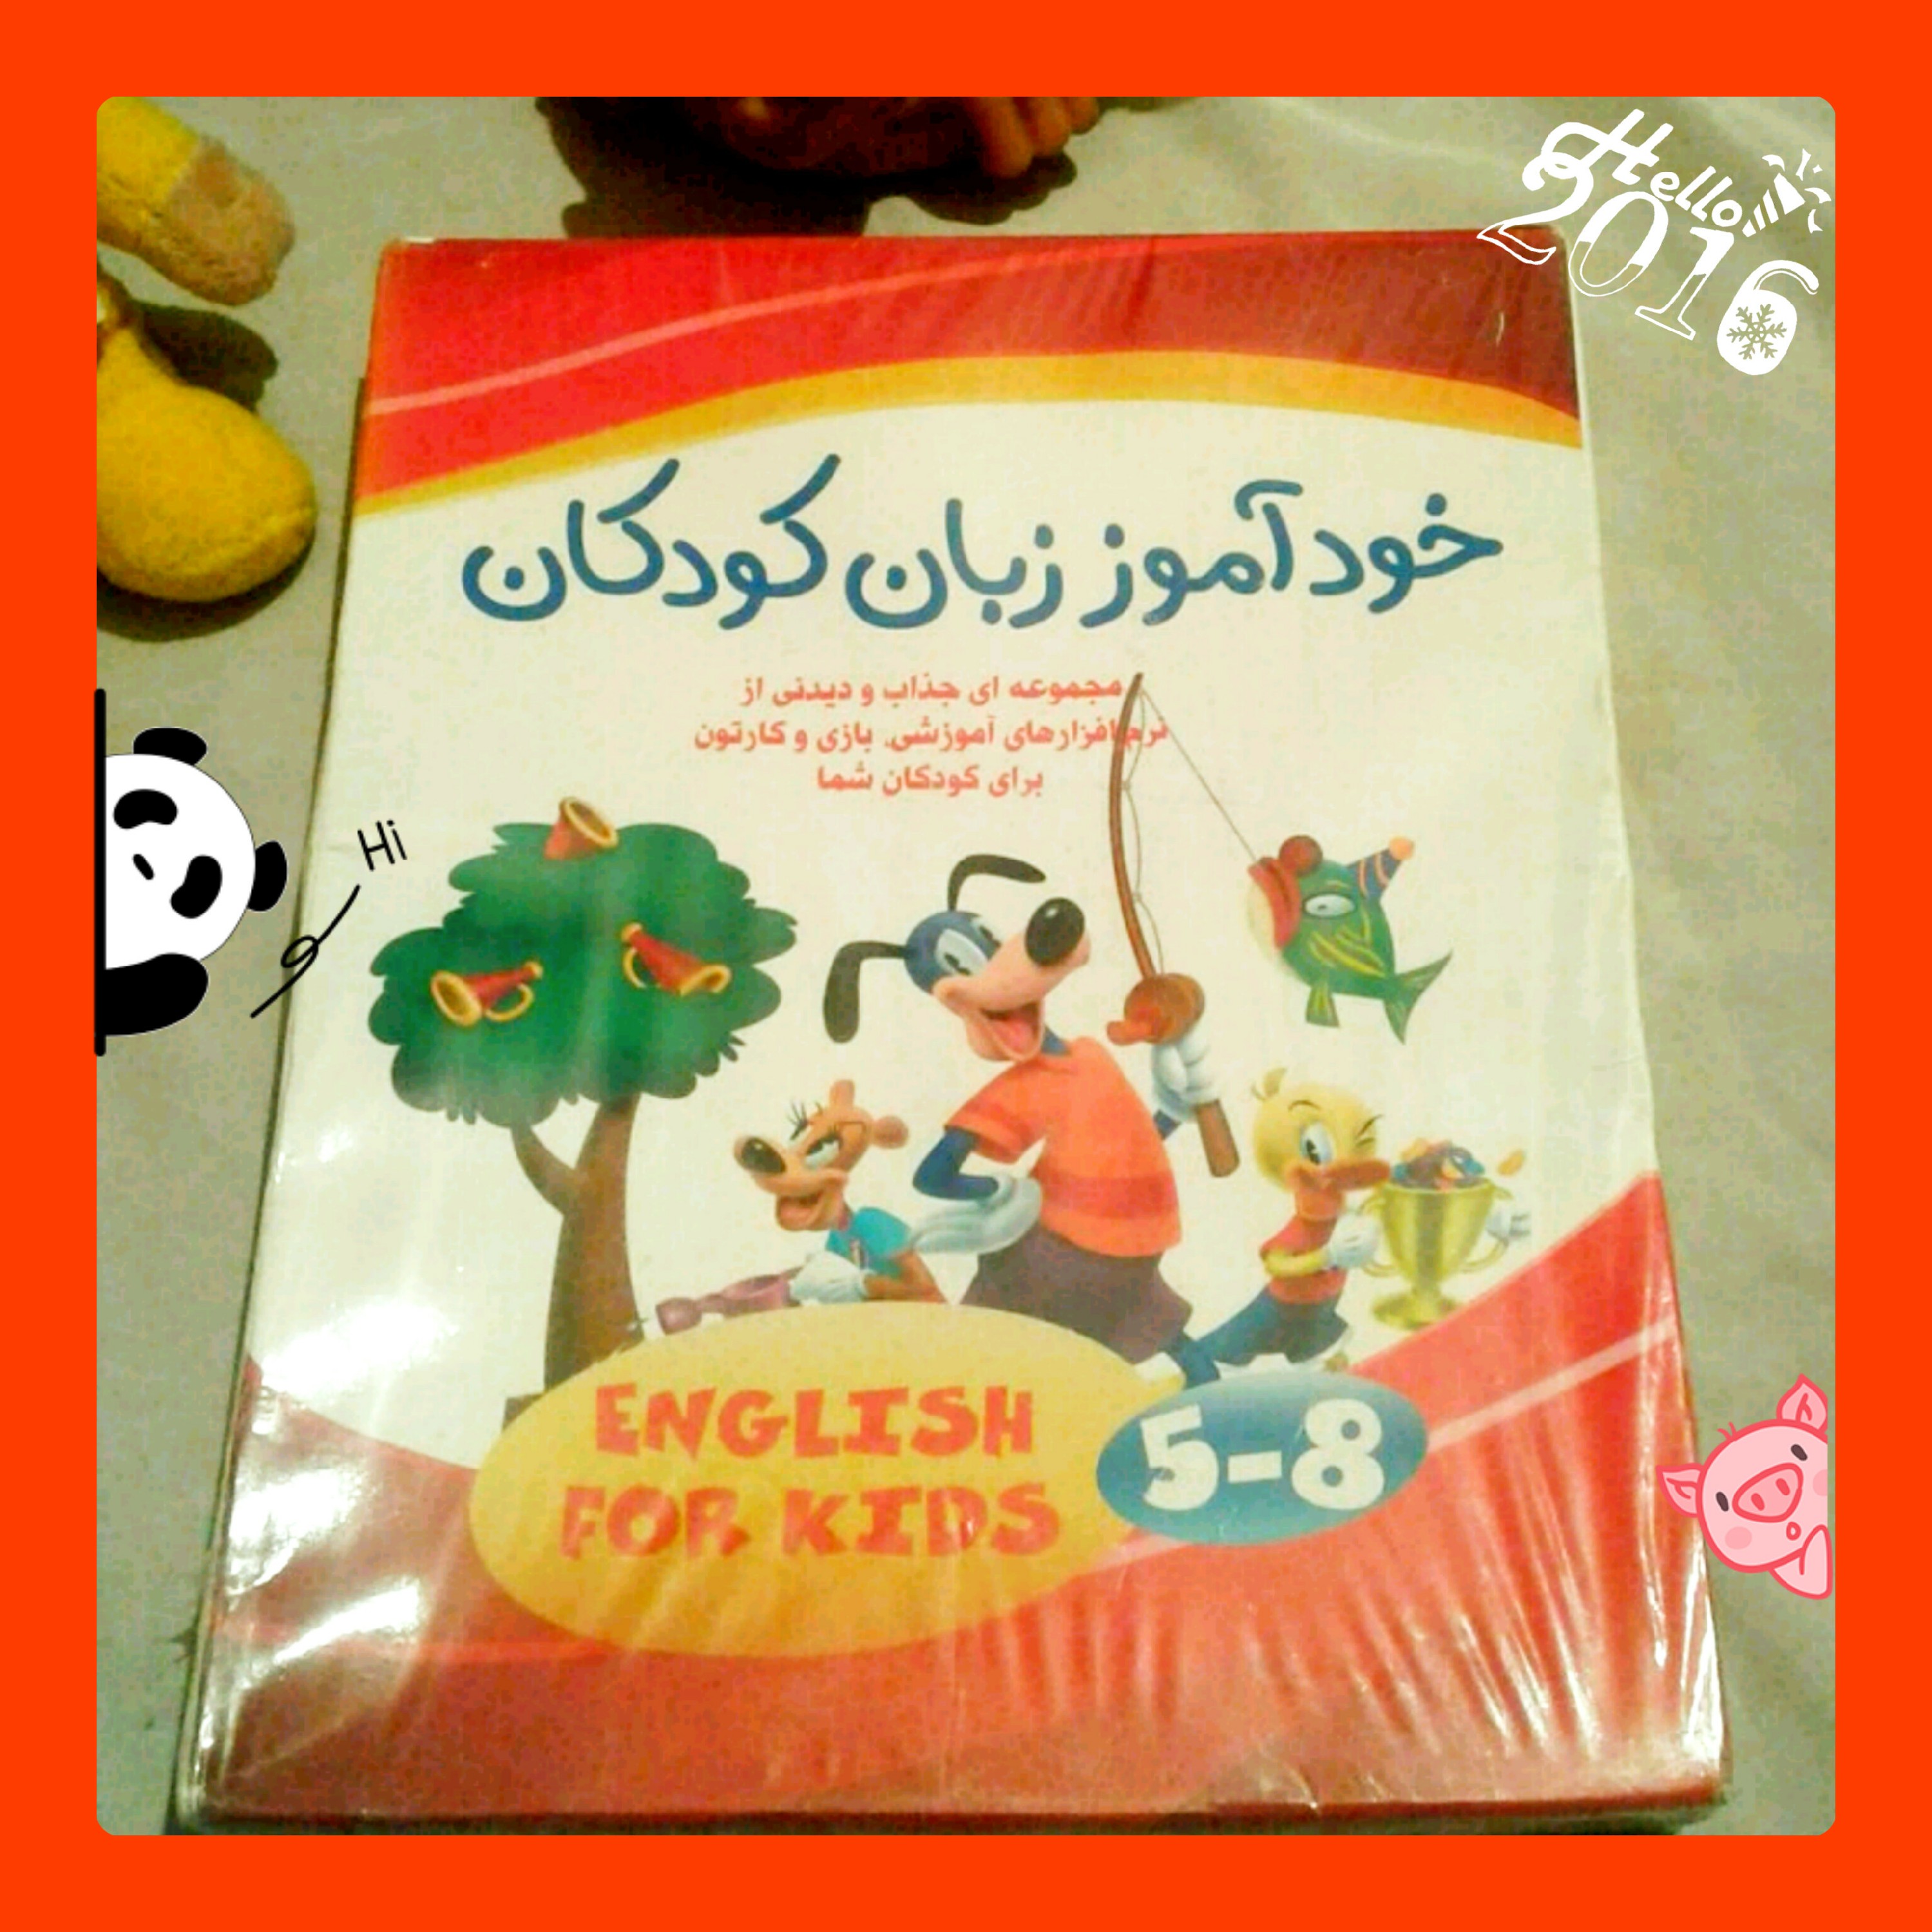 Hello
2016
خودآموز زبان کودکان
مجموعه ای جذاب و دیدنی از
نرم افزارهای آموزشی، بازی و کارتون
برای کودکان شما
Hi
ENGLISH
FOR KIDS
5-8